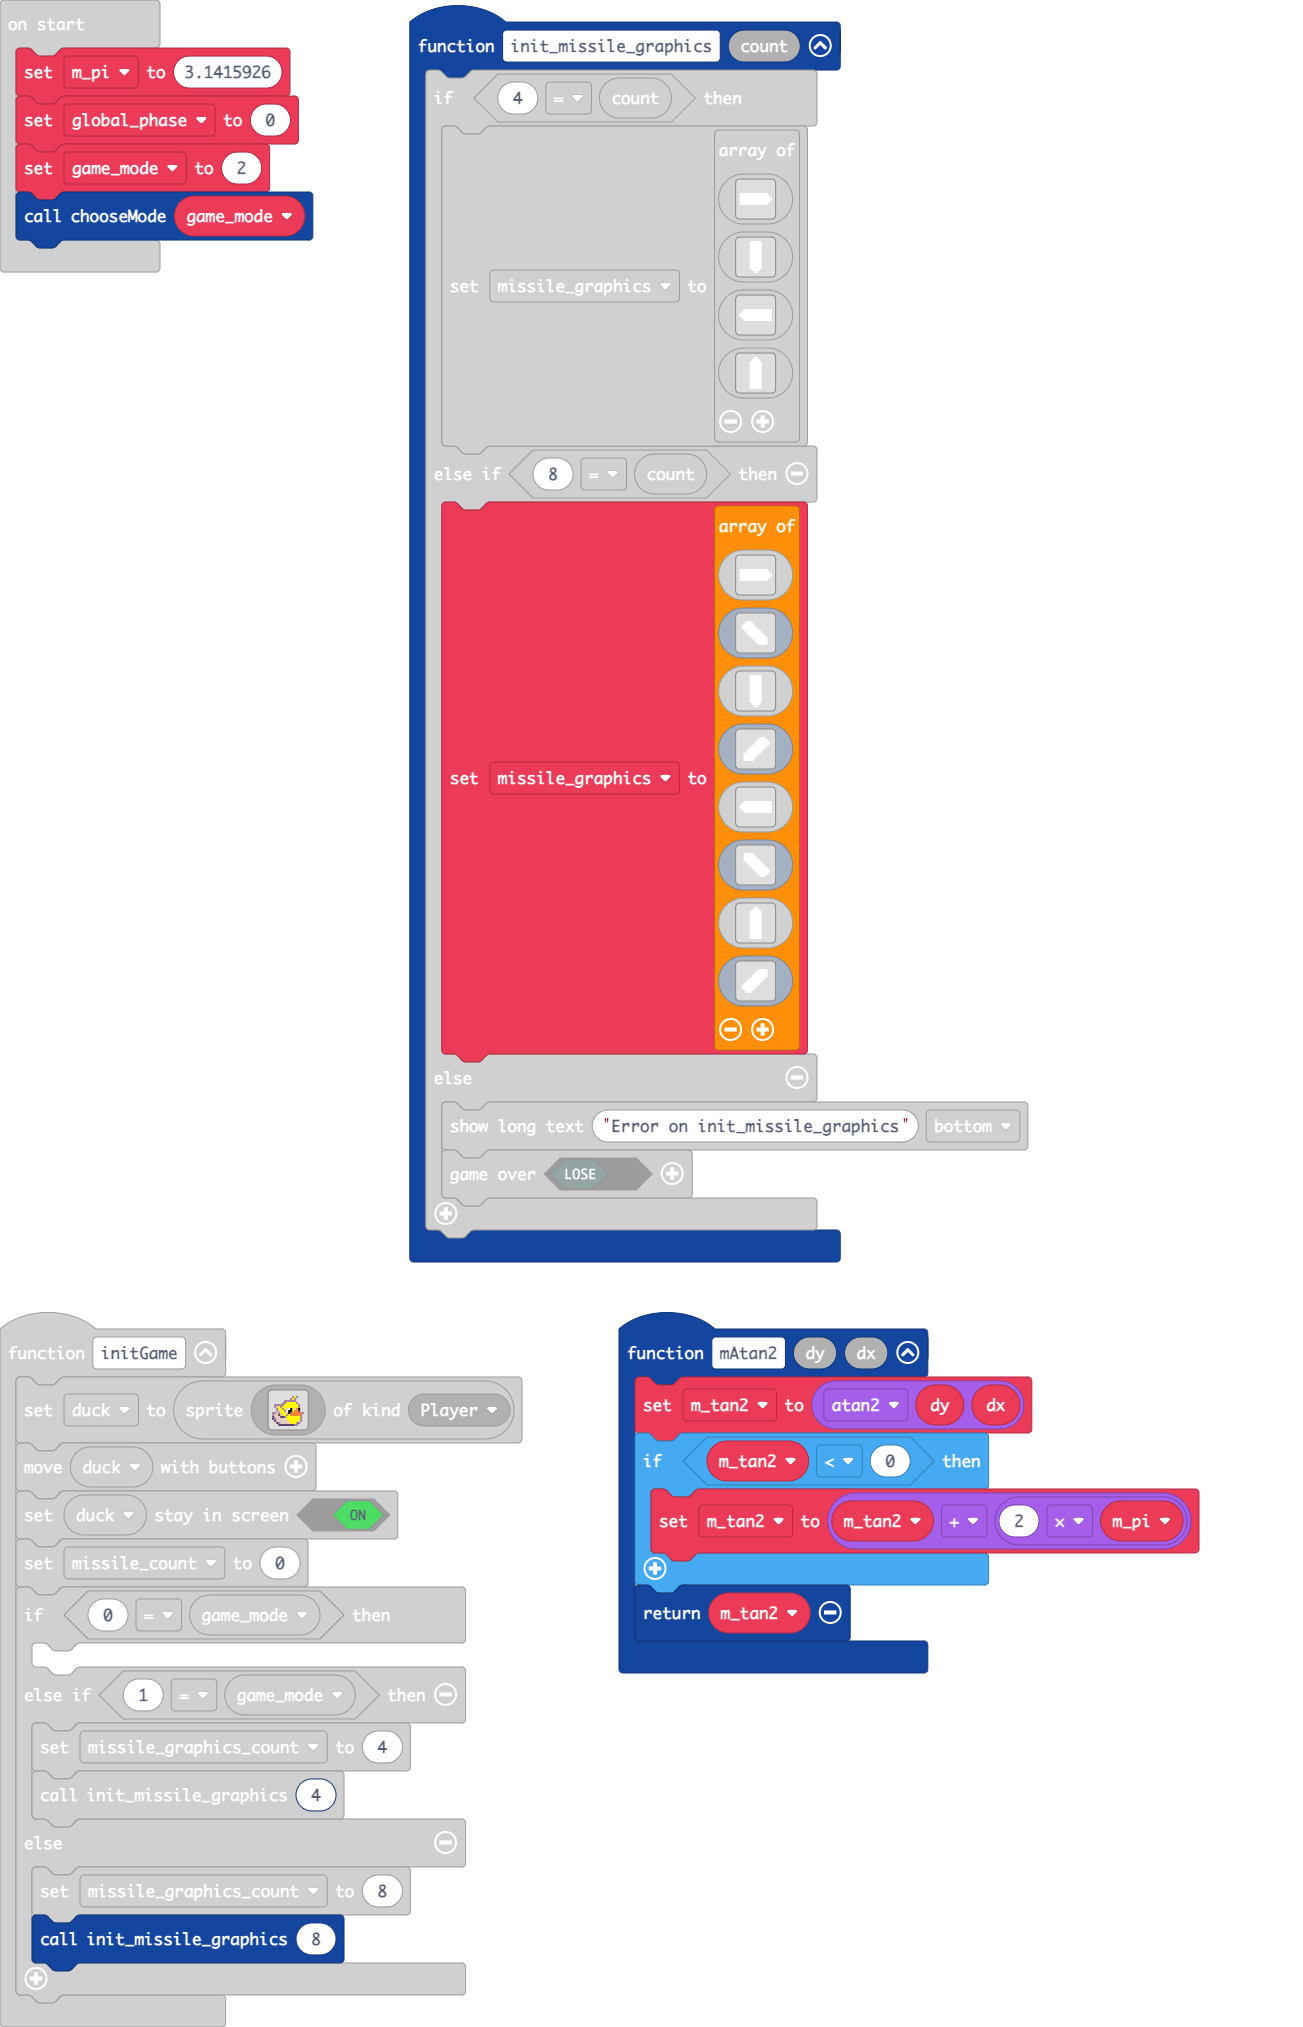 on start
set m_pi to 3.1415926
set global_phase to 0
set game_mode to 2
call chooseMode game_mode
function init_missile_graphics count
if 4 = count then
array of
set missile_graphics to
else if 8 = count then
array of
set missile_graphics to
else
show long text "Error on init_missile_graphics" bottom
game over LOSE
function initGame
set duck to sprite of kind Player
move duck with buttons
set duck stay in screen ON
set missile_count to 0
if 0 = game_mode then
else if 1 = game_mode then
set missile_graphics_count to 4
call init_missile_graphics 4
else
set missile_graphics_count to 8
call init_missile_graphics 8
function mAtan2 dy dx
set m_tan2 to atan2 dy dx
if m_tan2 < 0 then
set m_tan2 to m_tan2 + 2 × m_pi
return m_tan2